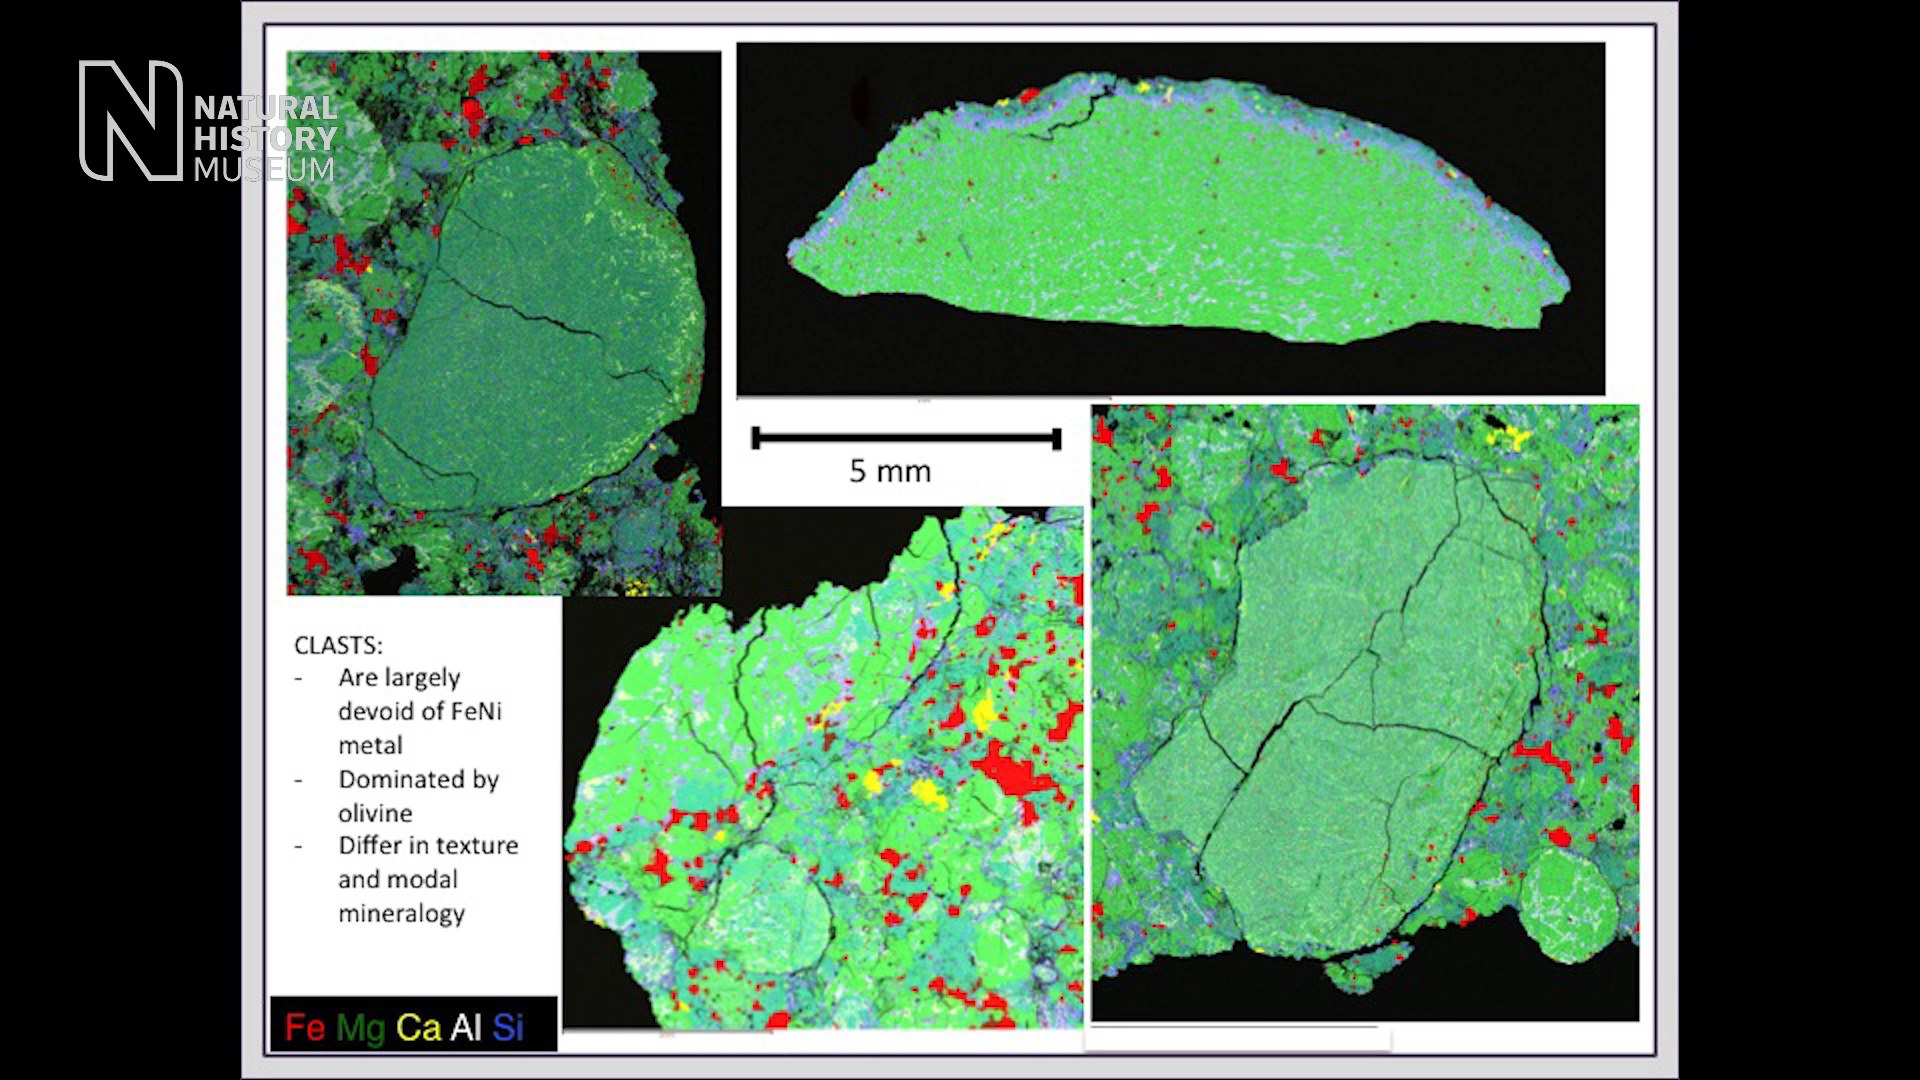 NATURAL
HISTORY
MUSEUM
5 mm
CLASTS:
- Are largely
devoid of FeNi
metal
- Dominated by
olivine
- Differ in texture
and modal
mineralogy
Fe Mg Ca Al Si